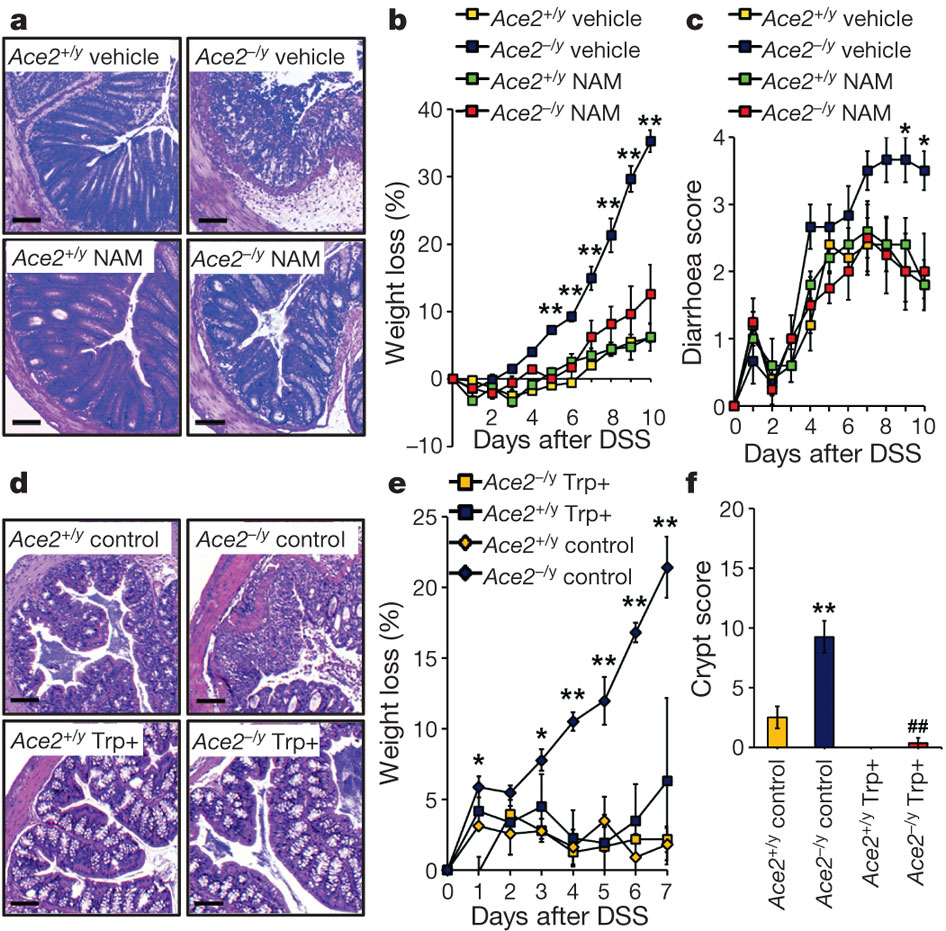 a
Ace2+/y vehicle
Ace2–/y vehicle
Ace2+/y NAM
Ace2–/y NAM
b
Ace2+/y vehicle
Ace2–/y vehicle
Ace2+/y NAM
Ace2–/y NAM
Weight loss (%)
40
30
20
10
0
–10
** ** ** ** ** **
0 2 4 6 8 10
Days after DSS
c
Ace2+/y vehicle
Ace2–/y vehicle
Ace2+/y NAM
Ace2–/y NAM
Diarrhoea score
4
3
2
1
0
* *
0 2 4 6 8 10
Days after DSS
d
Ace2+/y control
Ace2–/y control
Ace2+/y Trp+
Ace2–/y Trp+
e
Ace2–/y Trp+
Ace2+/y Trp+
Ace2+/y control
Ace2–/y control
Weight loss (%)
25
20
15
10
5
0
* * ** ** ** **
0 1 2 3 4 5 6 7
Days after DSS
f
Crypt score
20
15
10
5
0
**
##
Ace2+/y control
Ace2–/y control
Ace2+/y Trp+
Ace2–/y Trp+